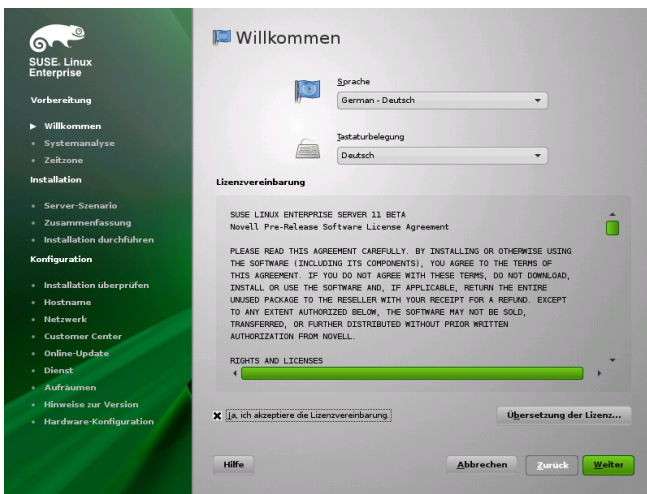 SUSE. Linux
Enterprise
Vorbereitung
Willkommen
Systemanalyse
Zeitzone
Installation
Server-Szenario
Zusammenfassung
Installation durchführen
Konfiguration
Installation überprüfen
Hostname
Netzwerk
Customer Center
Online-Update
Dienst
Aufräumen
Hinweise zur Version
Hardware-Konfiguration
Willkommen
Sprache
German - Deutsch
Tastaturbelegung
Deutsch
Lizenzvereinbarung
SUSE LINUX ENTERPRISE SERVER 11 BETA
Novell Pre-Release Software License Agreement
PLEASE READ THIS AGREEMENT CAREFULLY. BY INSTALLING OR OTHERWISE USING
THE SOFTWARE (INCLUDING ITS COMPONENTS), YOU AGREE TO THE TERMS OF
THIS AGREEMENT. IF YOU DO NOT AGREE WITH THESE TERMS, DO NOT DOWNLOAD,
INSTALL OR USE THE SOFTWARE AND, IF APPLICABLE, RETURN THE ENTIRE
UNUSED PACKAGE TO THE RESELLER WITH YOUR RECEIPT FOR A REFUND. EXCEPT
TO ANY EXTENT AUTHORIZED BELOW, THE SOFTWARE MAY NOT BE SOLD,
TRANSFERRED, OR FURTHER DISTRIBUTED WITHOUT PRIOR WRITTEN
AUTHORIZATION FROM NOVELL.
RIGHTS AND LICENSES
Ja, ich akzeptiere die Lizenzvereinbarung.
Übersetzung der Lizenz...
Hilfe
Abbrechen
Zurück
Weiter